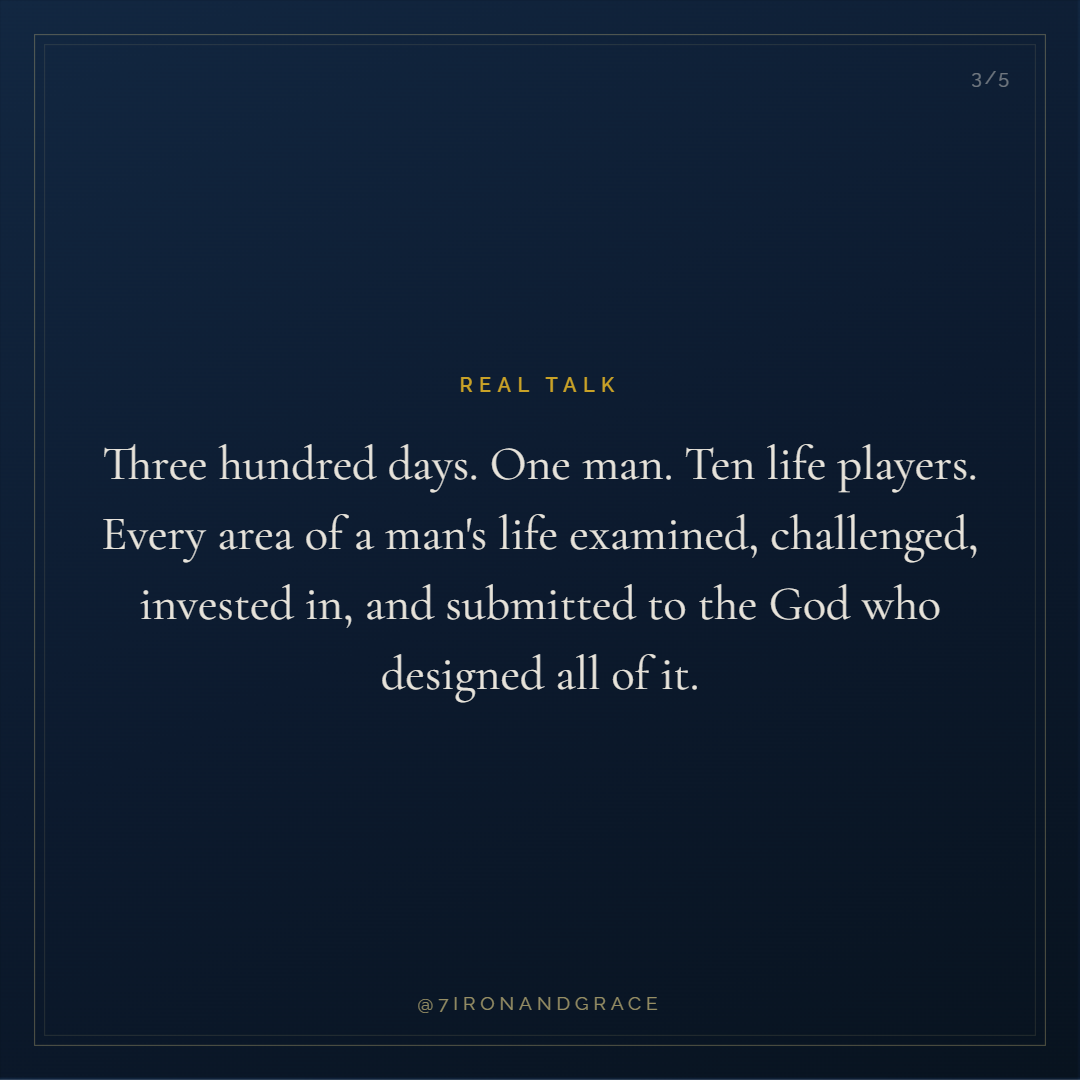 3/5
REAL TALK
Three hundred days. One man. Ten life players.
Every area of a man's life examined, challenged,
invested in, and submitted to the God who
designed all of it.
@7IRONANDGRACE